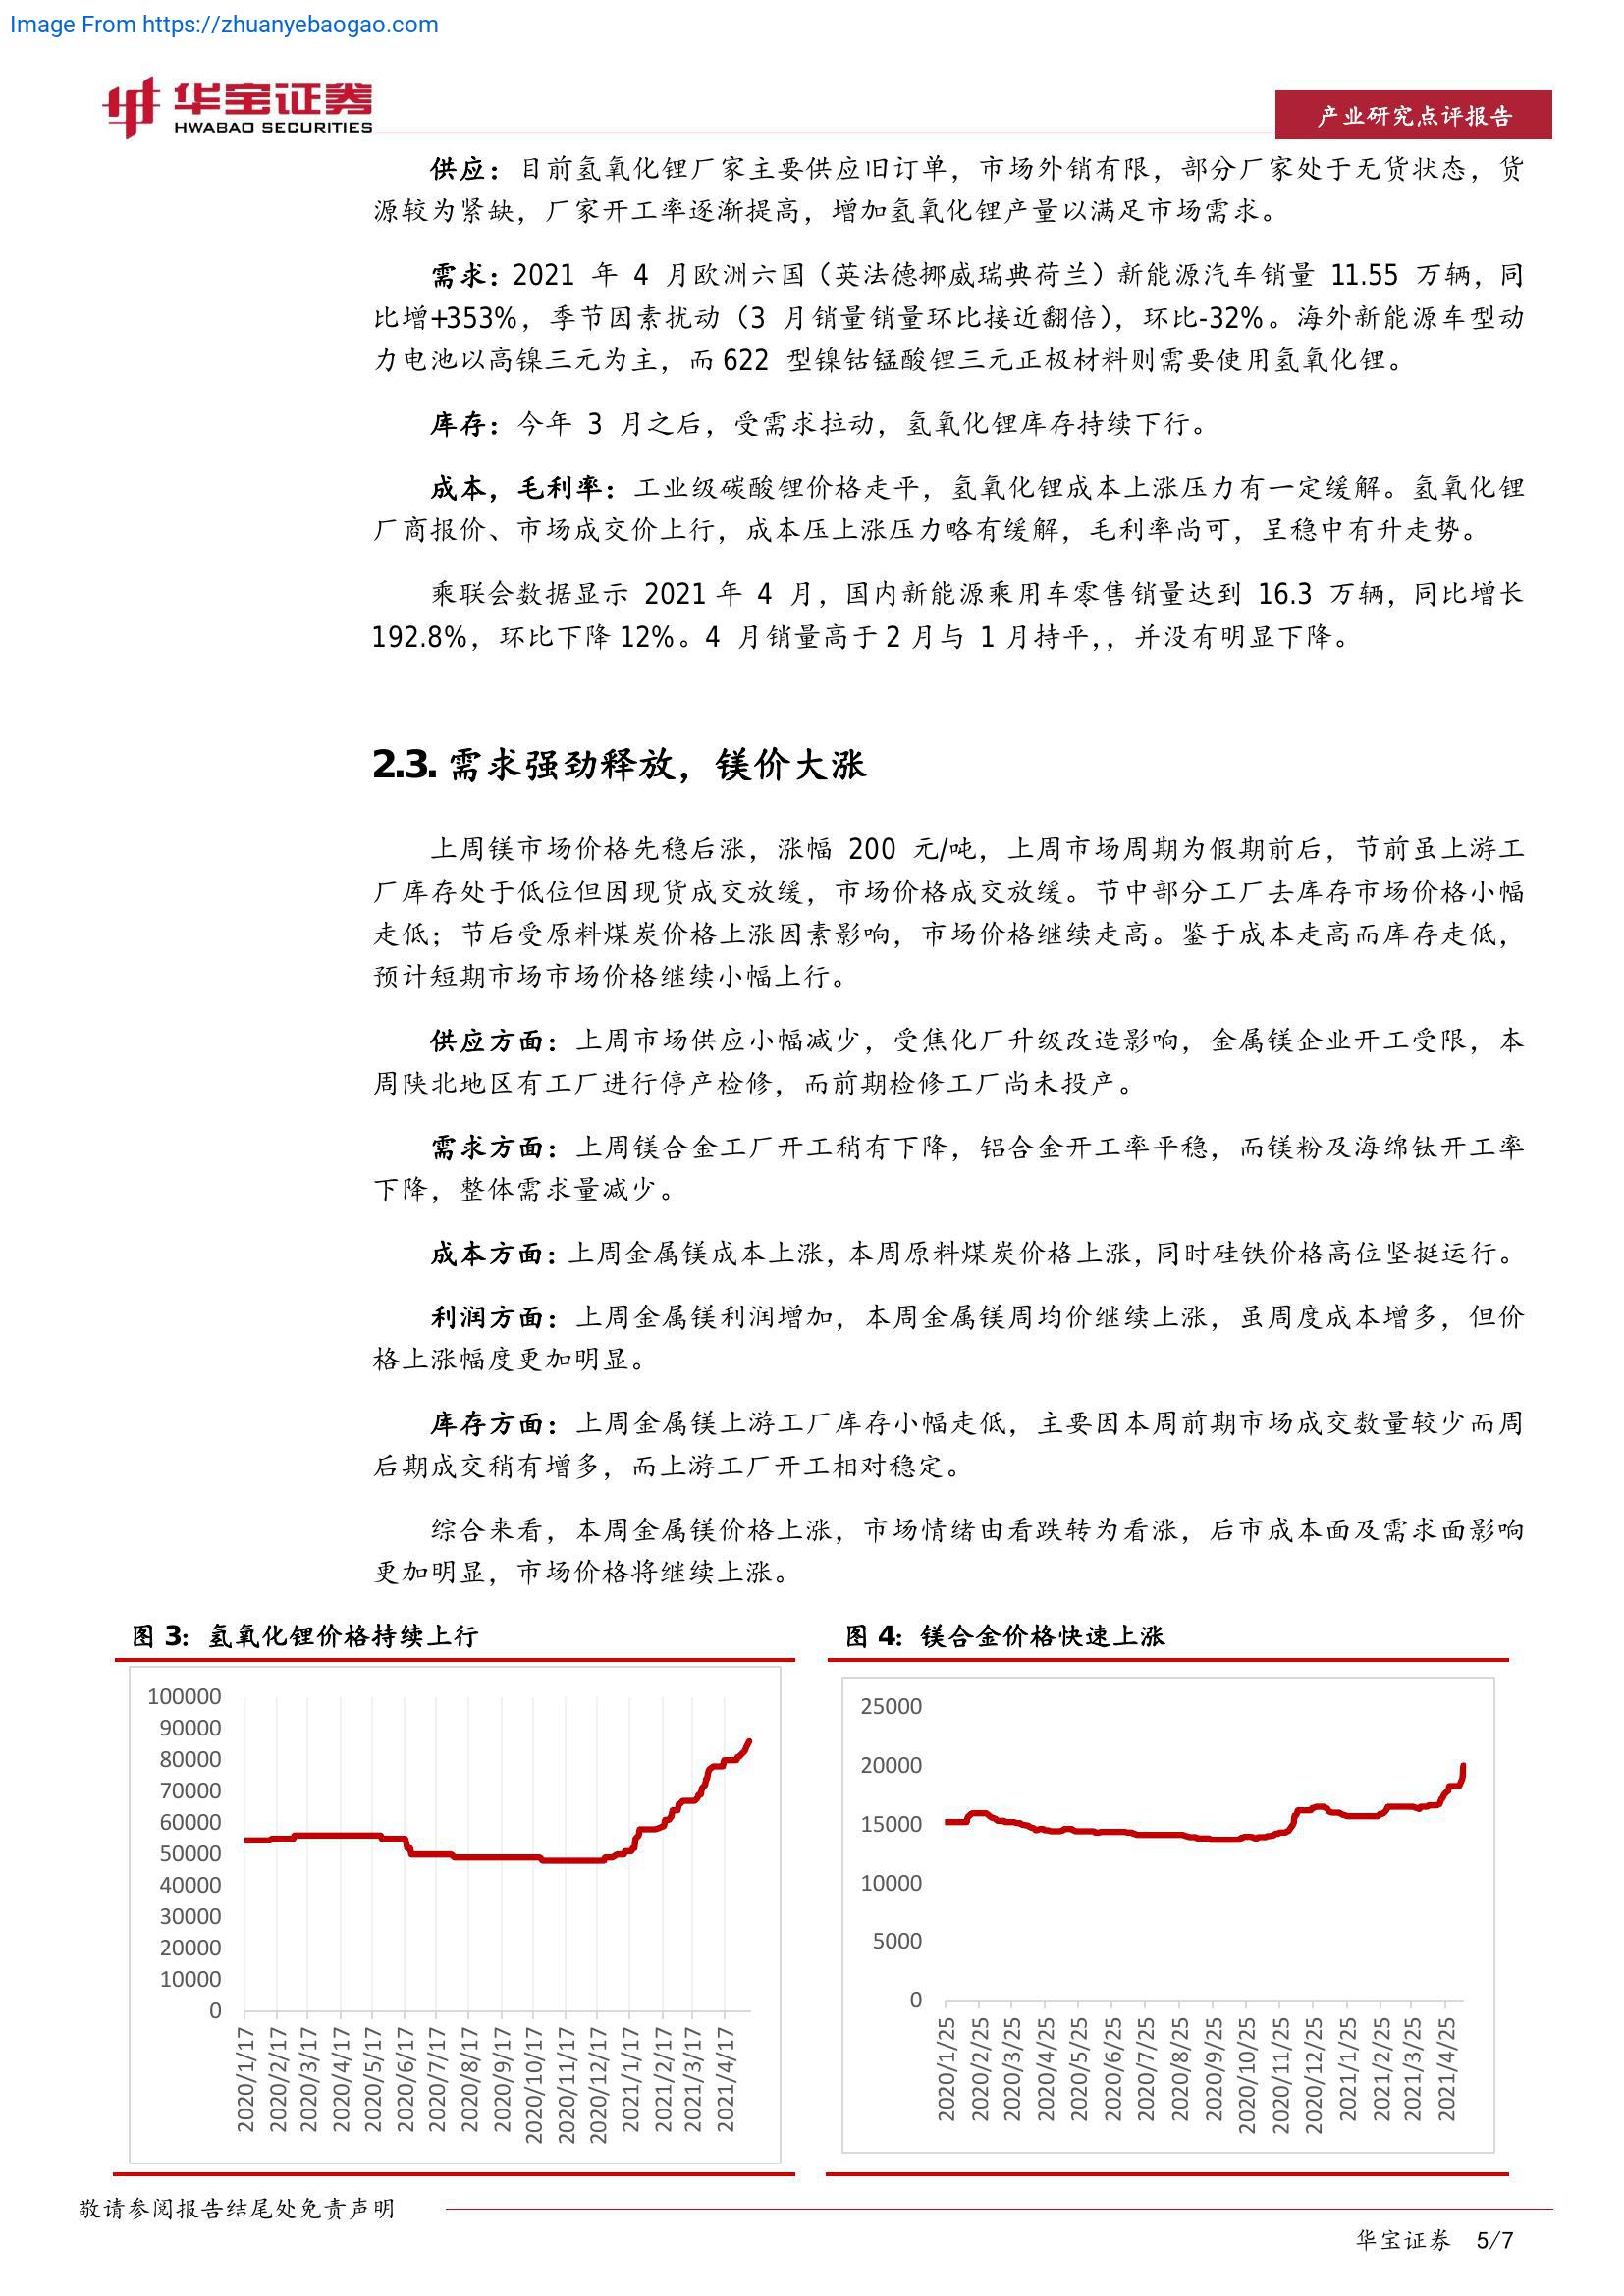 Image From https://zhuanyebaogao.com
华宝证券
HWABAO SECURITIES
产业研究点评报告
供应：目前氢氧化锂厂家主要供应旧订单，市场外销有限，部分厂家处于无货状态，货
源较为紧缺，厂家开工率逐渐提高，增加氢氧化锂产量以满足市场需求。
需求：2021 年 4 月欧洲六国（英法德挪威瑞典荷兰）新能源汽车销量 11.55 万辆，同
比增+353%，季节因素扰动（3 月销量销量环比接近翻倍），环比-32%。海外新能源车型动
力电池以高镍三元为主，而 622 型镍钴锰酸锂三元正极材料则需要使用氢氧化锂。
库存：今年 3 月之后，受需求拉动，氢氧化锂库存持续下行。
成本，毛利率：工业级碳酸锂价格走平，氢氧化锂成本上涨压力有一定缓解。氢氧化锂
厂商报价、市场成交价上行，成本压上涨压力略有缓解，毛利率尚可，呈稳中有升走势。
乘联会数据显示 2021 年 4 月，国内新能源乘用车零售销量达到 16.3 万辆，同比增长
192.8%，环比下降 12%。4 月销量高于 2 月与 1 月持平，，并没有明显下降。
2.3. 需求强劲释放，镁价大涨
上周镁市场价格先稳后涨，涨幅 200 元/吨，上周市场周期为假期前后，节前虽上游工
厂库存处于低位但因现货成交放缓，市场价格成交放缓。节中部分工厂去库存市场价格小幅
走低；节后受原料煤炭价格上涨因素影响，市场价格继续走高。鉴于成本走高而库存走低，
预计短期市场市场价格继续小幅上行。
供应方面：上周市场供应小幅减少，受焦化厂升级改造影响，金属镁企业开工受限，本
周陕北地区有工厂进行停产检修，而前期检修工厂尚未投产。
需求方面：上周镁合金工厂开工稍有下降，铝合金开工率平稳，而镁粉及海绵钛开工率
下降，整体需求量减少。
成本方面：上周金属镁成本上涨，本周原料煤炭价格上涨，同时硅铁价格高位坚挺运行。
利润方面：上周金属镁利润增加，本周金属镁周均价继续上涨，虽周度成本增多，但价
格上涨幅度更加明显。
库存方面：上周金属镁上游工厂库存小幅走低，主要因本周前期市场成交数量较少而周
后期成交稍有增多，而上游工厂开工相对稳定。
综合来看，本周金属镁价格上涨，市场情绪由看跌转为看涨，后市成本面及需求面影响
更加明显，市场价格将继续上涨。
图 3：氢氧化锂价格持续上行
100000
90000
80000
70000
60000
50000
40000
30000
20000
10000
0
2020/1/17
2020/2/17
2020/3/17
2020/4/17
2020/5/17
2020/6/17
2020/7/17
2020/8/17
2020/9/17
2020/10/17
2020/11/17
2020/12/17
2021/1/17
2021/2/17
2021/3/17
2021/4/17
图 4：镁合金价格快速上涨
25000
20000
15000
10000
5000
0
2020/1/25
2020/2/25
2020/3/25
2020/4/25
2020/5/25
2020/6/25
2020/7/25
2020/8/25
2020/9/25
2020/10/25
2020/11/25
2020/12/25
2021/1/25
2021/2/25
2021/3/25
2021/4/25
敬请参阅报告结尾处免责声明
华宝证券 5/7